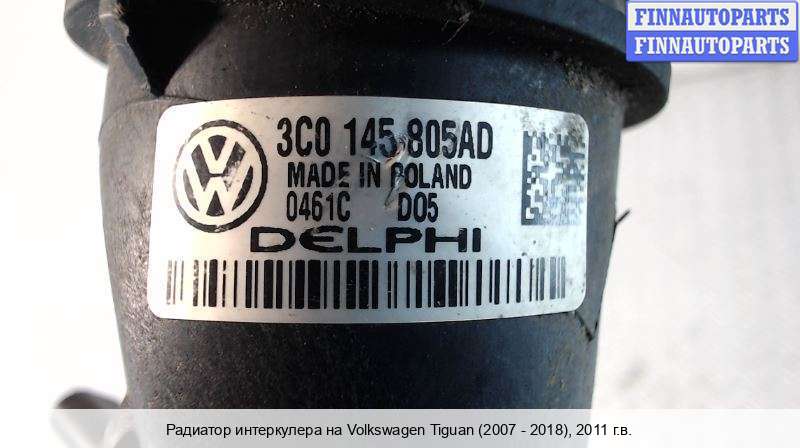 FINNAUTOPARTS
FINNAUTOPARTS
3C0 145 805AD
MADE IN POLAND
0461C D05
DELPHI
Радиатор интеркулера на Volkswagen Tiguan (2007 - 2018), 2011 г.в.